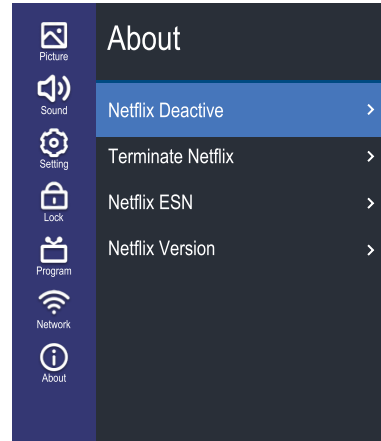 Picture
Sound
Setting
Lock
Program
Network
About
About
Netflix Deactive
Terminate Netflix
Netflix ESN
Netflix Version